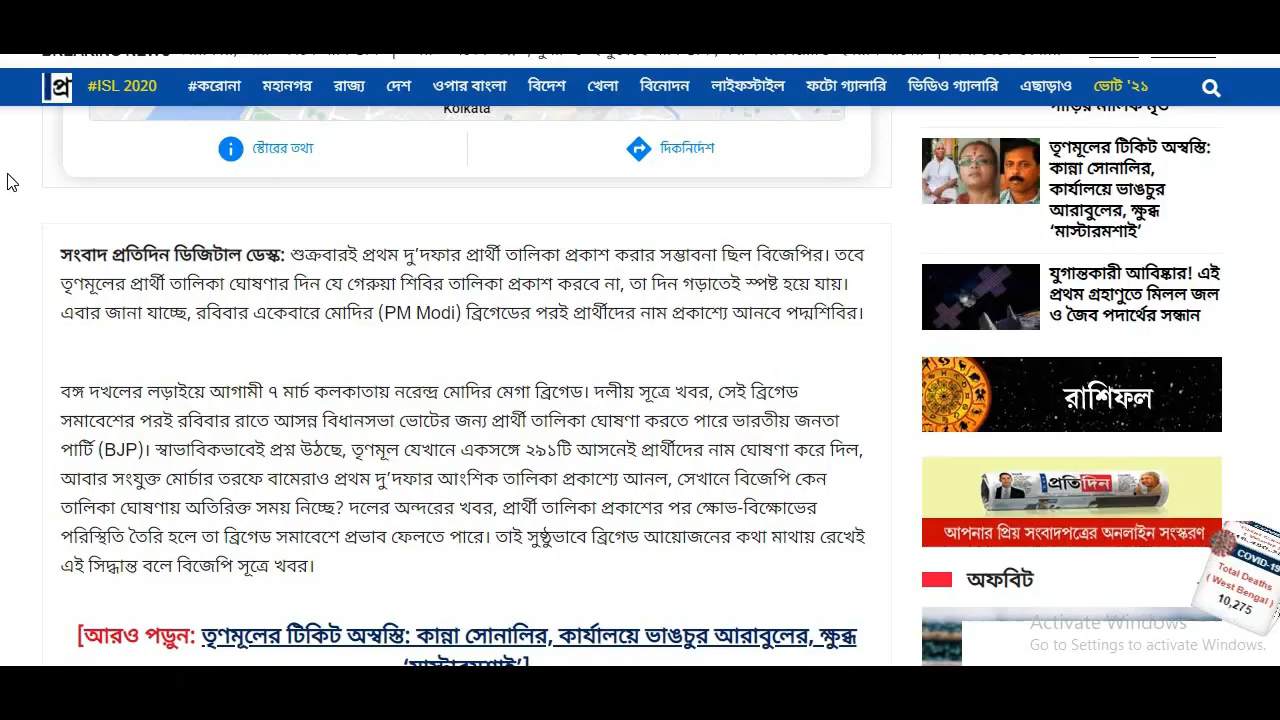 #ISL 2020 #করোনা মহানগর রাজ্য দেশ ওপার বাংলা বিদেশ খেলা বিনোদন লাইফস্টাইল ফটো গ্যালারি ভিডিও গ্যালারি এছাড়াও ভোট '২১
প্র
Kolkata
স্টোরের তথ্য
দিকনির্দেশ
সংবাদ প্রতিদিন ডিজিটাল ডেস্ক: শুক্রবারই প্রথম দু’দফার প্রার্থী তালিকা প্রকাশ করার সম্ভাবনা ছিল বিজেপির। তবে
তৃণমূলের প্রার্থী তালিকা ঘোষণার দিন যে গেরুয়া শিবির তালিকা প্রকাশ করবে না, তা দিন গড়াতেই স্পষ্ট হয়ে যায়।
এবার জানা যাচ্ছে, রবিবার একেবারে মোদির (PM Modi) ব্রিগেডের পরই প্রার্থীদের নাম প্রকাশ্যে আনবে পদ্মশিবির।
বঙ্গ দখলের লড়াইয়ে আগামী ৭ মার্চ কলকাতায় নরেন্দ্র মোদির মেগা ব্রিগেড। দলীয় সূত্রে খবর, সেই ব্রিগেড
সমাবেশের পরই রবিবার রাতে আসন্ন বিধানসভা ভোটের জন্য প্রার্থী তালিকা ঘোষণা করতে পারে ভারতীয় জনতা
পার্টি (BJP)। স্বাভাবিকভাবেই প্রশ্ন উঠছে, তৃণমূল যেখানে একসঙ্গে ২৯১টি আসনেই প্রার্থীদের নাম ঘোষণা করে দিল,
আবার সংযুক্ত মোর্চার তরফে বামেরাও প্রথম দু’দফার আংশিক তালিকা প্রকাশ্যে আনল, সেখানে বিজেপি কেন
তালিকা ঘোষণায় অতিরিক্ত সময় নিচ্ছে? দলের অন্দরের খবর, প্রার্থী তালিকা প্রকাশের পর ক্ষোভ-বিক্ষোভের
পরিস্থিতি তৈরি হলে তা ব্রিগেড সমাবেশে প্রভাব ফেলতে পারে। তাই সুষ্ঠুভাবে ব্রিগেড আয়োজনের কথা মাথায় রেখেই
এই সিদ্ধান্ত বলে বিজেপি সূত্রে খবর।
[আরও পড়ুন: তৃণমূলের টিকিট অস্বস্তি: কান্না সোনালির, কার্যালয়ে ভাঙচুর আরাবুলের, ক্ষুব্ধ
‘মাস্টারমশাই’]
তৃণমূলের টিকিট অস্বস্তি:
কান্না সোনালির,
কার্যালয়ে ভাঙচুর
আরাবুলের, ক্ষুব্ধ
‘মাস্টারমশাই’
যুগান্তকারী আবিষ্কার! এই
প্রথম গ্রহাণুতে মিলল জল
ও জৈব পদার্থের সন্ধান
রাশিফল
প্রতিদিন
আপনার প্রিয় সংবাদপত্রের অনলাইন সংস্করণ
অফবিট
COVID-19
Total Deaths
( West Bengal )
10,275
Activate Windows
Go to Settings to activate Windows.